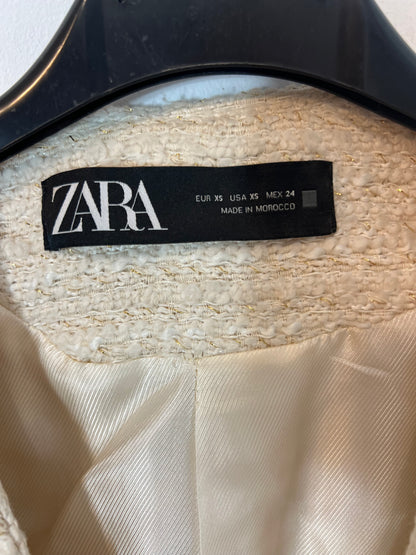 ZARA
EUR XS USA XS MEX 24
MADE IN MOROCCO